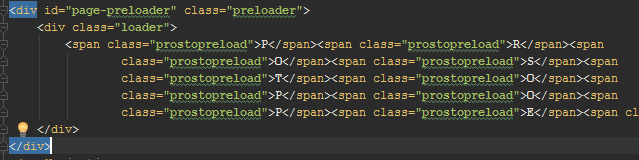 <div id="page-preloader" class="preloader">
<div class="loader">
<span class="prostopreload">P</span><span class="prostopreload">R</span><span
class="prostopreload">O</span><span class="prostopreload">S</span><span
class="prostopreload">T</span><span class="prostopreload">O</span><span
class="prostopreload">P</span><span class="prostopreload">O</span><span
class="prostopreload">P</span><span class="prostopreload">E</span><span cl
</div>
</div>